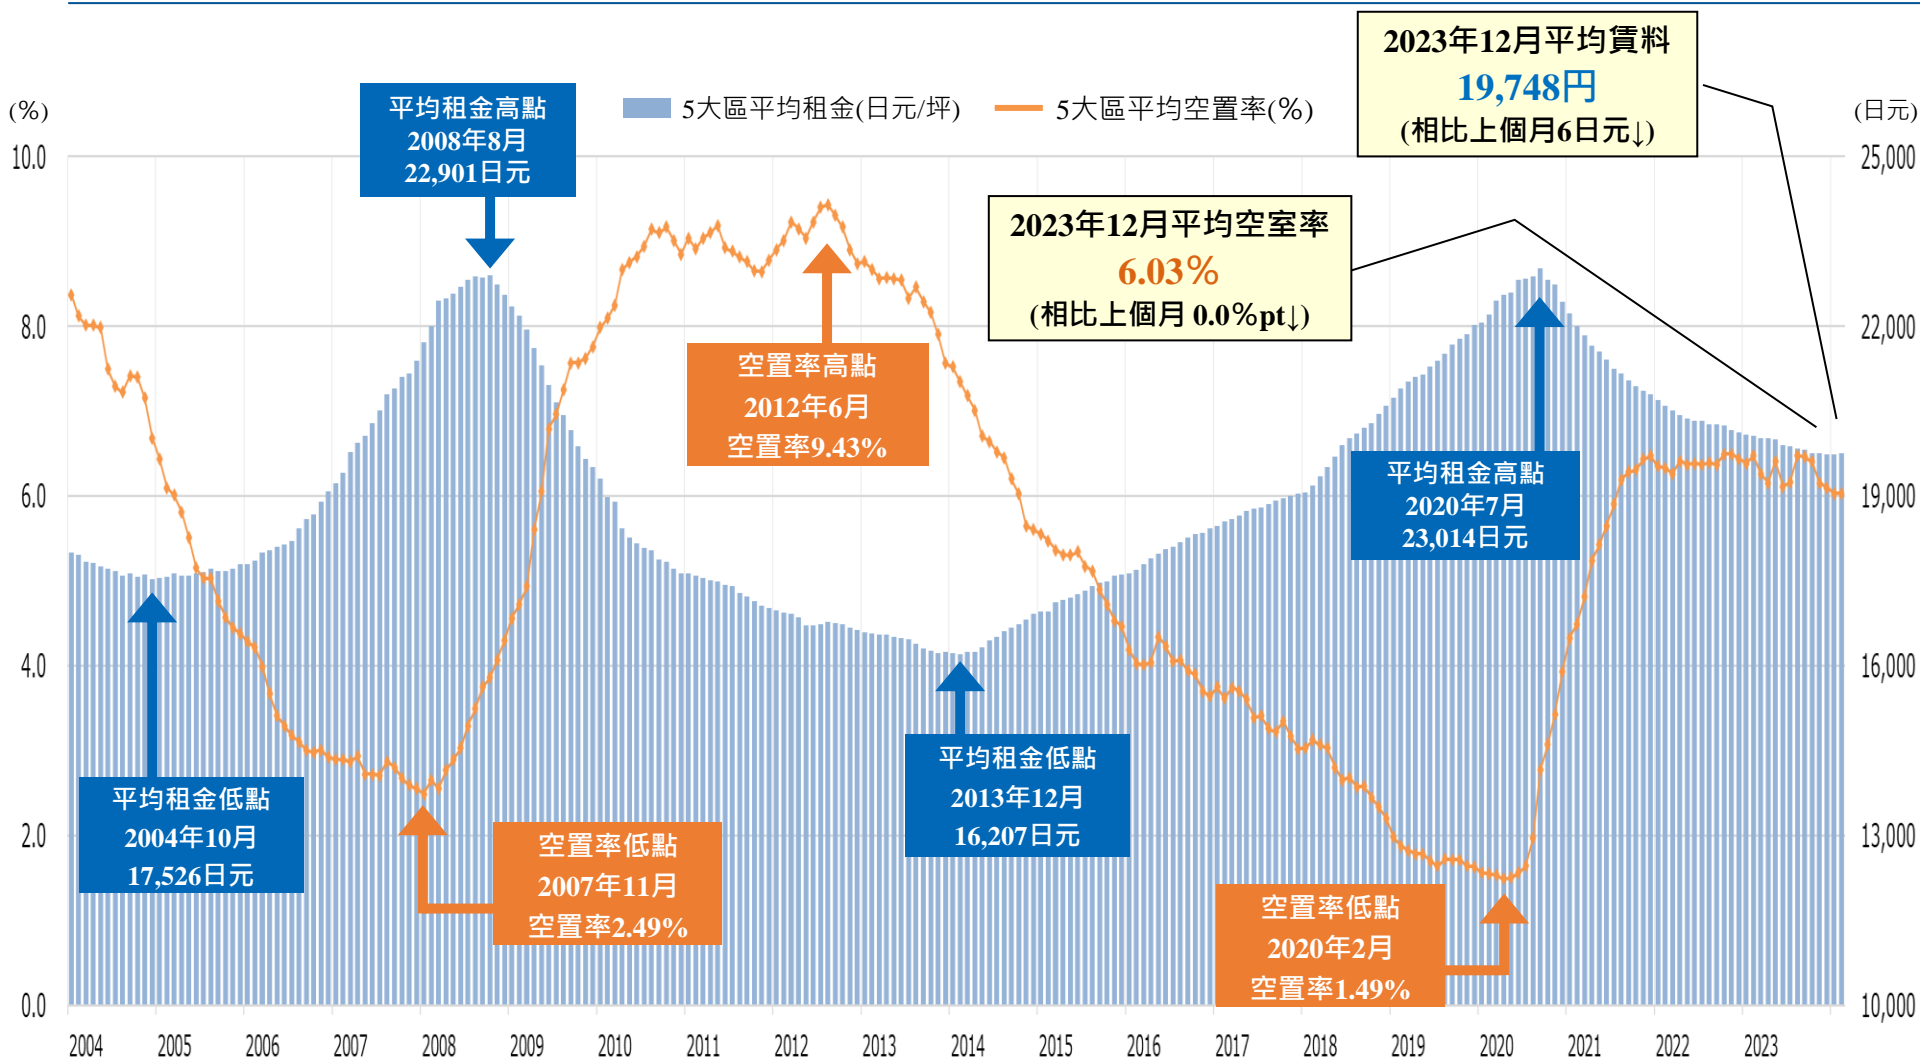 2023年12月平均賃料
19,748円
(相比上個月6日元↓)
平均租金高點
2008年8月
22,901日元
5大區平均租金(日元/坪)
5大區平均空置率(%)
(%)
(日元)
10.0
8.0
6.0
4.0
2.0
0.0
25,000
22,000
19,000
16,000
13,000
10,000
2023年12月平均空室率
6.03%
(相比上個月 0.0%pt↓)
空置率高點
2012年6月
空置率9.43%
平均租金高點
2020年7月
23,014日元
平均租金低點
2004年10月
17,526日元
空置率低點
2007年11月
空置率2.49%
平均租金低點
2013年12月
16,207日元
空置率低點
2020年2月
空置率1.49%
2004
2005
2006
2007
2008
2009
2010
2011
2012
2013
2014
2015
2016
2017
2018
2019
2020
2021
2022
2023